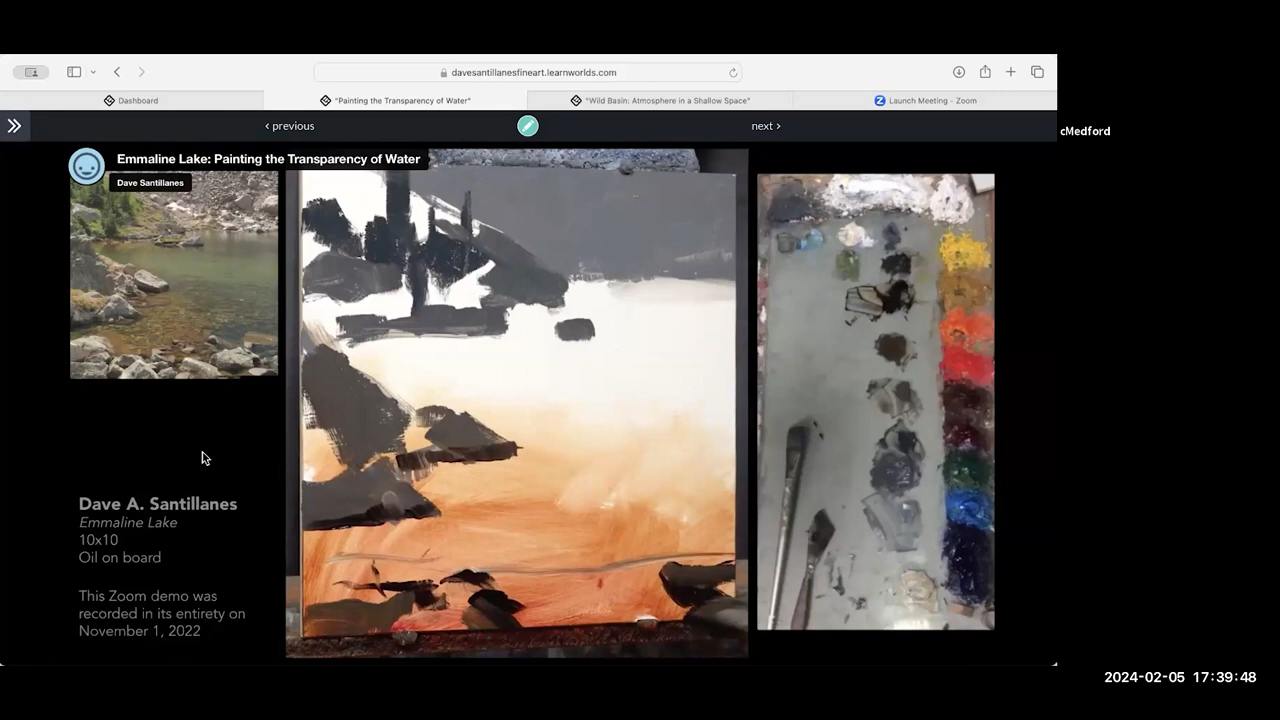 davesantillanesfineart.learnworlds.com
Dashboard
"Painting the Transparency of Water"
"Wild Basin: Atmosphere in a Shallow Space"
Launch Meeting - Zoom
‹ previous
next ›
cMedford
Emmaline Lake: Painting the Transparency of Water
Dave Santillanes
Dave A. Santillanes
Emmaline Lake
10x10
Oil on board
This Zoom demo was
recorded in its entirety on
November 1, 2022
2024-02-05 17:39:48